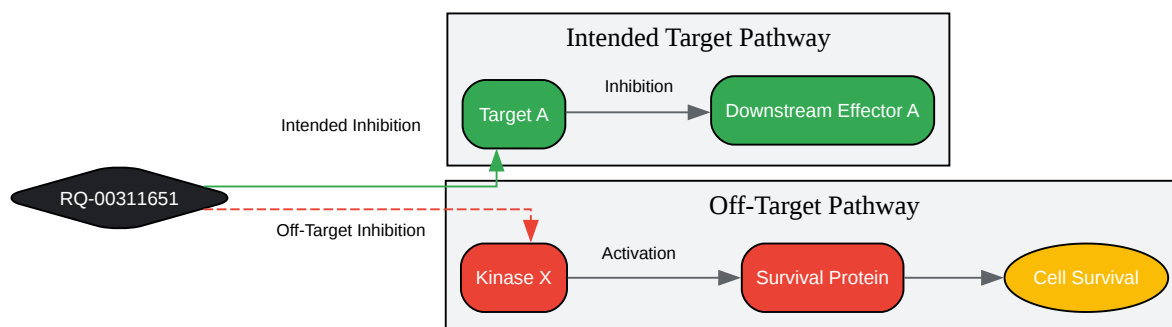 Intended Target Pathway
Inhibition
Target A
Downstream Effector A
Intended Inhibition
RQ-00311651
Off-Target Pathway
Off-Target Inhibition
Activation
Kinase X
Survival Protein
Cell Survival